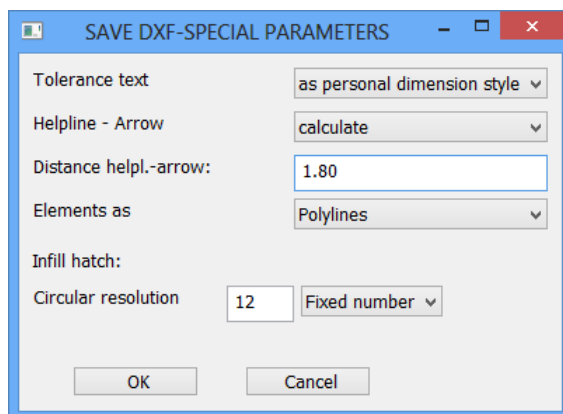 SAVE DXF-SPECIAL PARAMETERS
Tolerance text as personal dimension style
Helpline - Arrow calculate
Distance helpl.-arrow: 1.80
Elements as Polylines
Infill hatch:
Circular resolution 12 Fixed number
OK Cancel